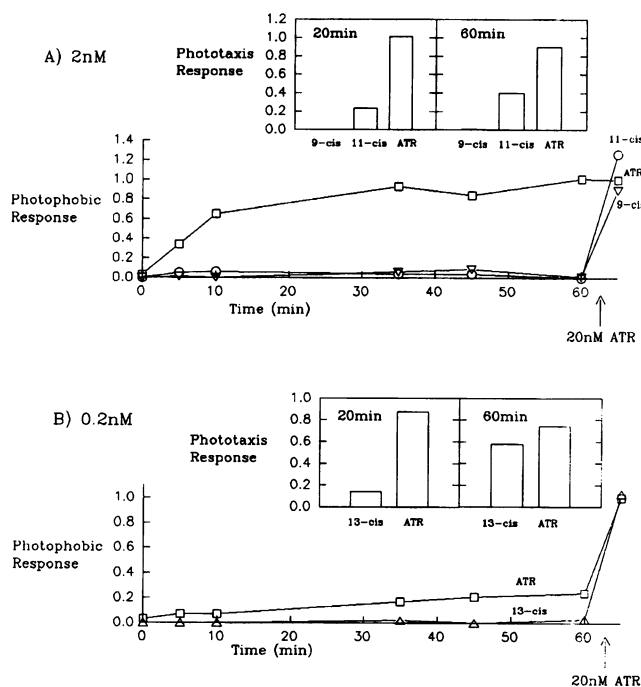 A) 2nM
Phototaxis
Response
20min
60min
1.0
0.8
0.6
0.4
0.2
0.0
9-cis 11-cis ATR
9-cis 11-cis ATR
Photophobic
Response
1.4
1.2
1.0
0.8
0.6
0.4
0.2
0.0
11-cis
ATR
9-cis
0 10 20 30 40 50 60
Time (min)
20nM ATR
B) 0.2nM
Phototaxis
Response
20min
60min
1.0
0.8
0.6
0.4
0.2
0.0
13-cis ATR
13-cis ATR
Photophobic
Response
1.0
0.8
0.6
0.4
0.2
0.0
ATR
13-cis
0 10 20 30 40 50 60
Time (min)
20nM ATR